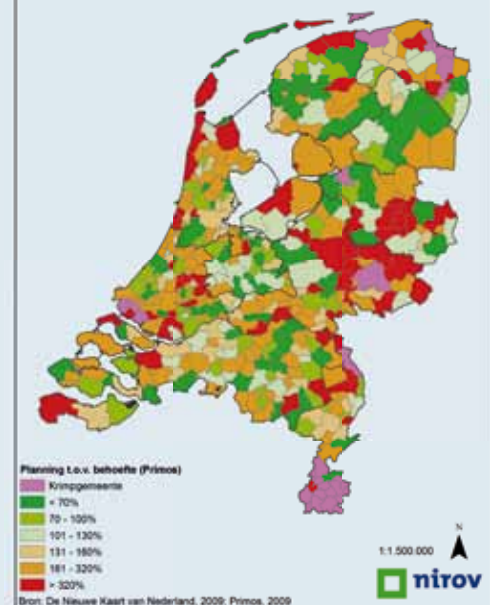 Planning t.o.v. behoefte (Primos)
Krimpgemeente
< 70%
70 - 100%
101 - 130%
131 - 160%
161 - 320%
> 320%
N
1:1.500.000
nirov
Bron: De Nieuwe Kaart van Nederland, 2009; Primos, 2009